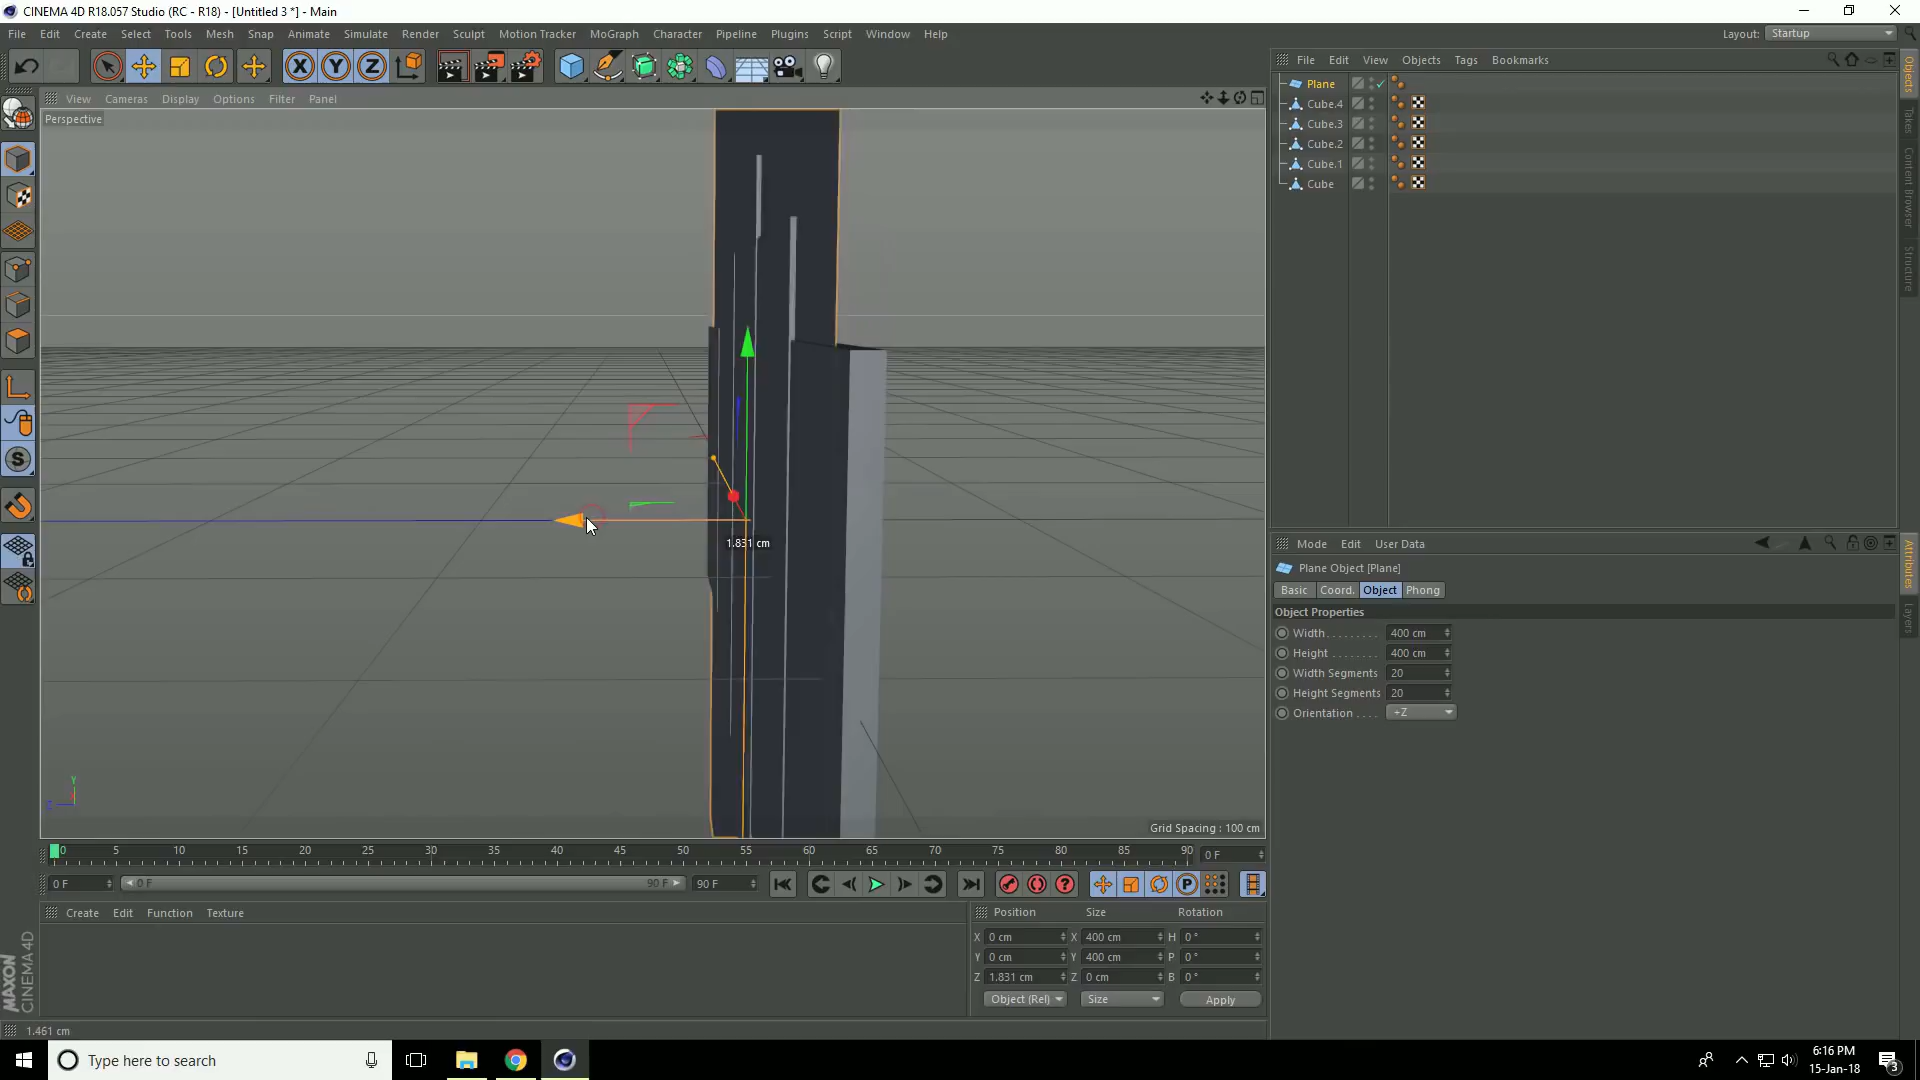 CINEMA 4D R18.057 Studio (RC - R18) - [Untitled 3 *] - Main
File Edit Create Select Tools Mesh Snap Animate Simulate Render Sculpt Motion Tracker MoGraph Character Pipeline Plugins Script Window Help
Layout: Startup
File Edit View Objects Tags Bookmarks
View Cameras Display Options Filter Panel
Perspective
Plane
Cube.4
Cube.3
Cube.2
Cube.1
Cube
Objects
Takes
Content Browser
Structure
1.831 cm
Y
Z
Grid Spacing : 100 cm
Mode Edit User Data
Plane Object [Plane]
Basic Coord. Object Phong
Object Properties
Width 400 cm
Height 400 cm
Width Segments 20
Height Segments 20
Orientation +Z
Attributes
Layers
0 5 10 15 20 25 30 35 40 45 50 55 60 65 70 75 80 85 90
0 F
0 F 0 F 90 F 90 F
Create Edit Function Texture
Position Size Rotation
X 0 cm X 400 cm H 0 °
Y 0 cm Y 400 cm P 0 °
Z 1.831 cm Z 0 cm B 0 °
Object (Rel) Size Apply
MAXON
CINEMA 4D
1.461 cm
Type here to search
6:16 PM
15-Jan-18
3